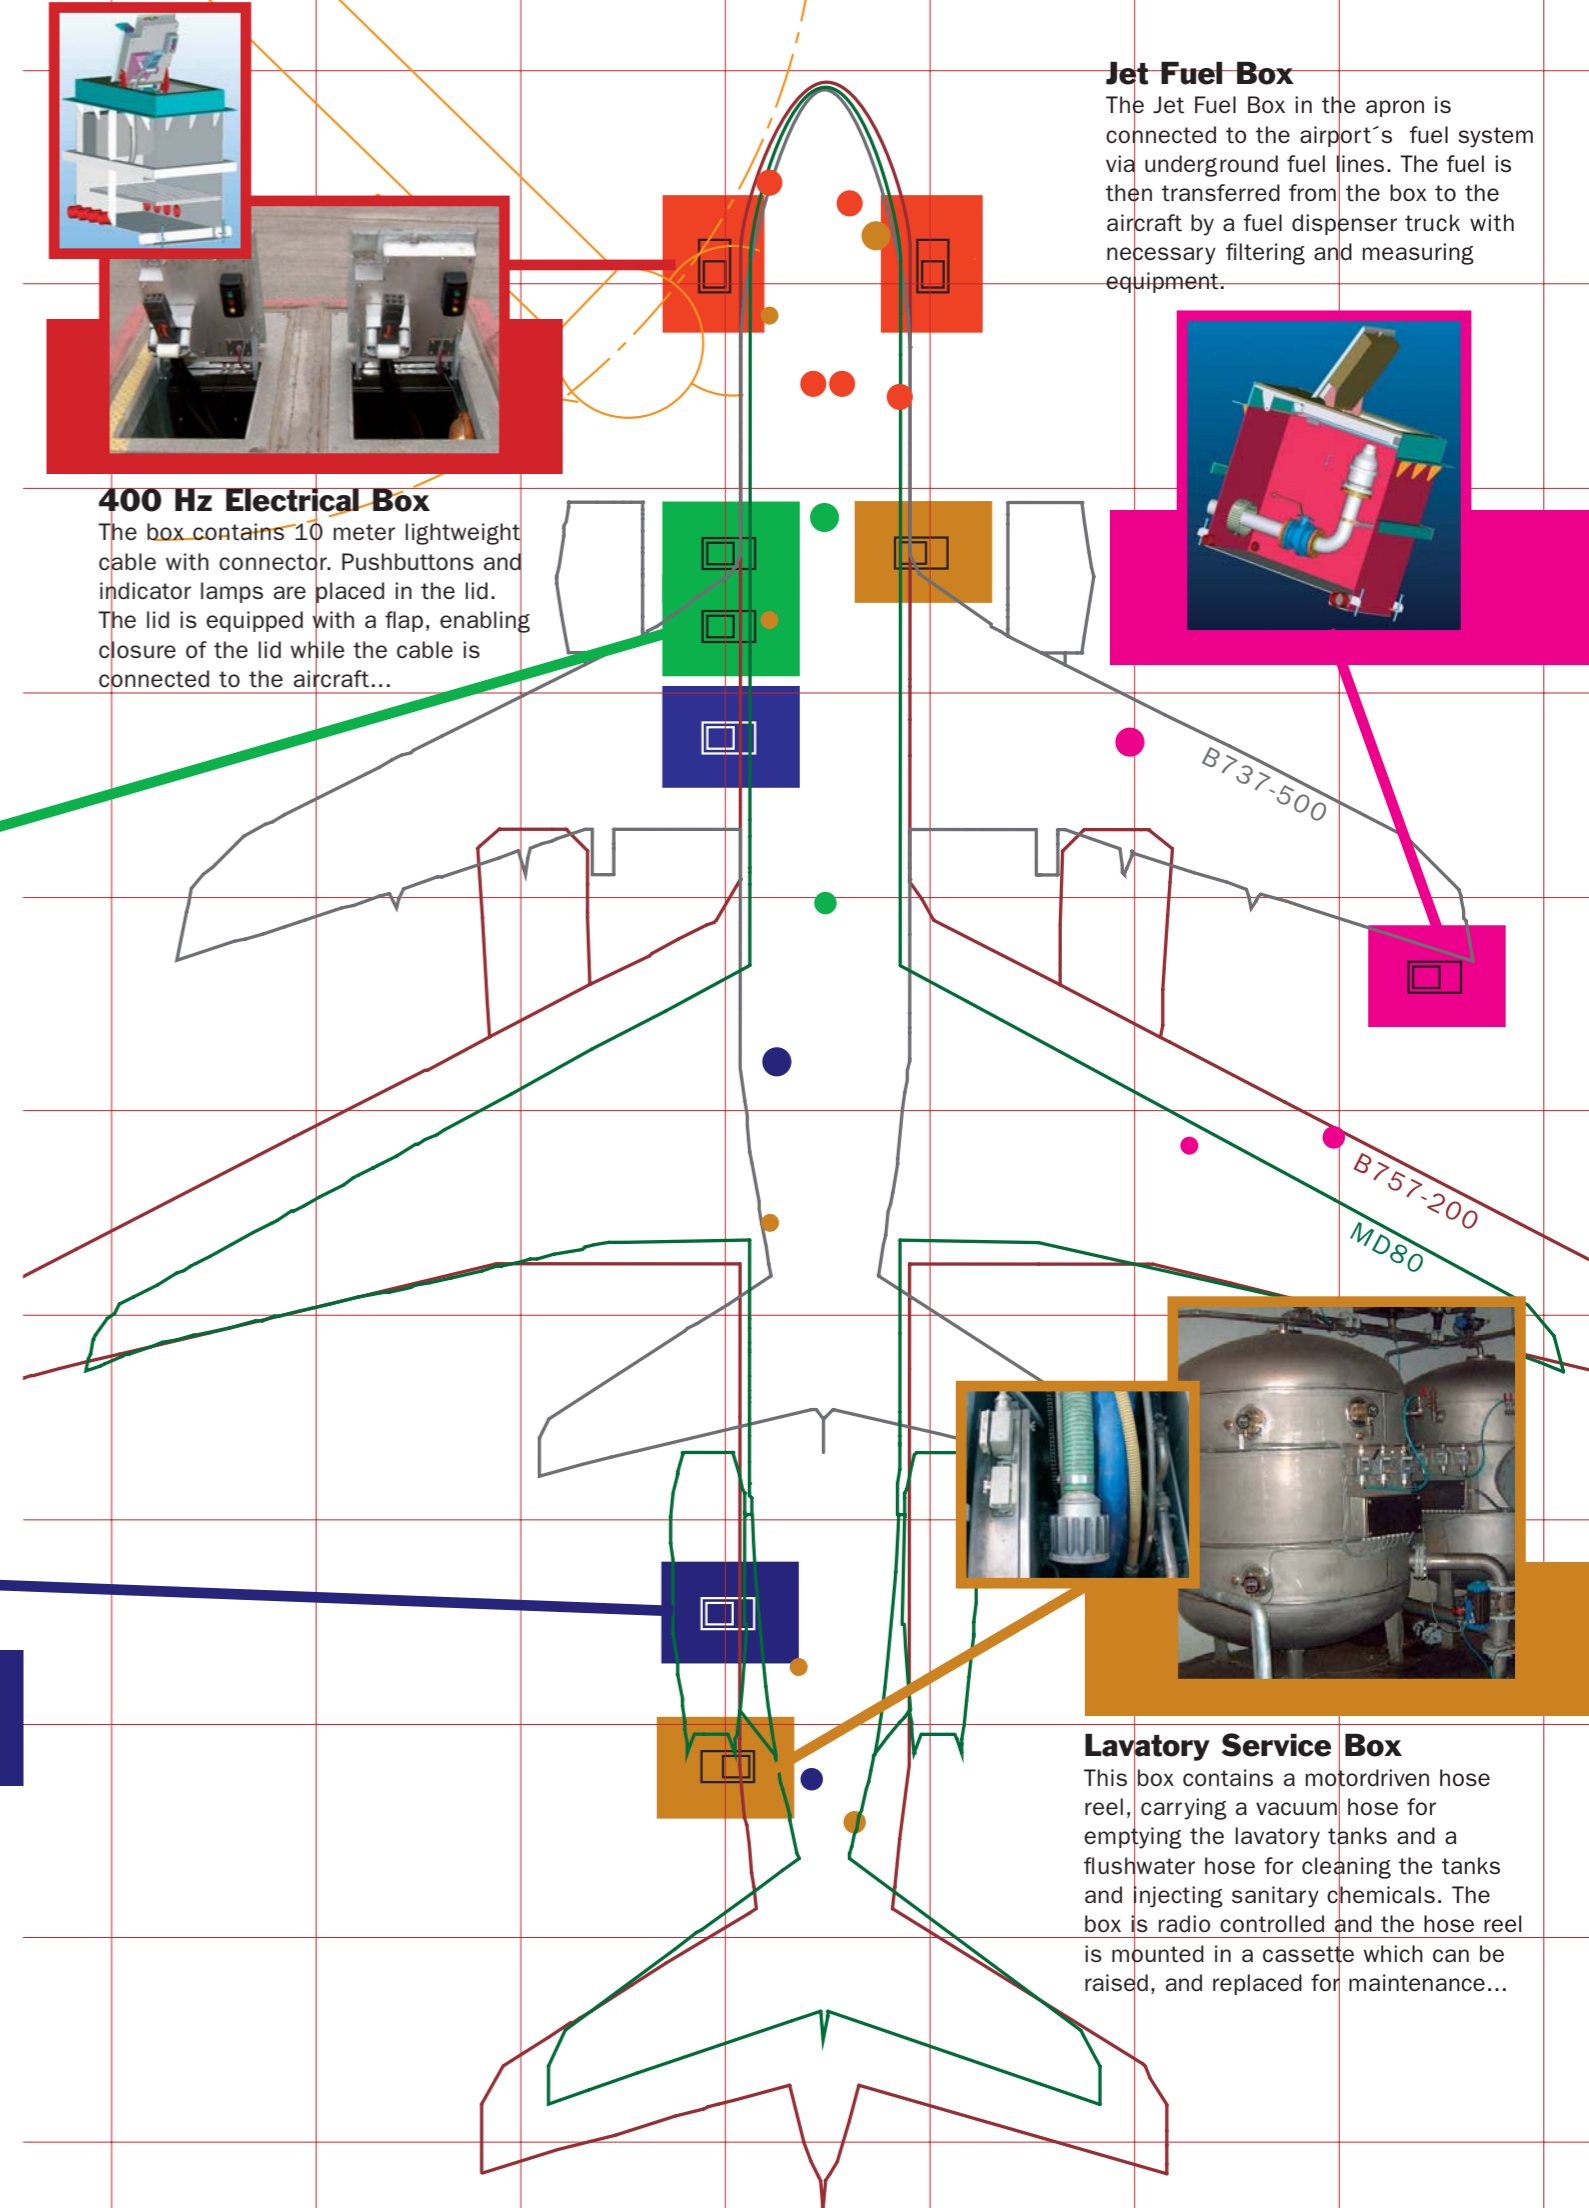 Jet Fuel Box
The Jet Fuel Box in the apron is
connected to the airport´s  fuel system
via underground fuel lines. The fuel is
then transferred from the box to the
aircraft by a fuel dispenser truck with
necessary filtering and measuring
equipment.
400 Hz Electrical Box
The box contains 10 meter lightweight
cable with connector. Pushbuttons and
indicator lamps are placed in the lid.
The lid is equipped with a flap, enabling
closure of the lid while the cable is
connected to the aircraft...
B737-500
B757-200
MD80
Lavatory Service Box
This box contains a motordriven hose
reel, carrying a vacuum hose for
emptying the lavatory tanks and a
flushwater hose for cleaning the tanks
and injecting sanitary chemicals. The
box is radio controlled and the hose reel
is mounted in a cassette which can be
raised, and replaced for maintenance...